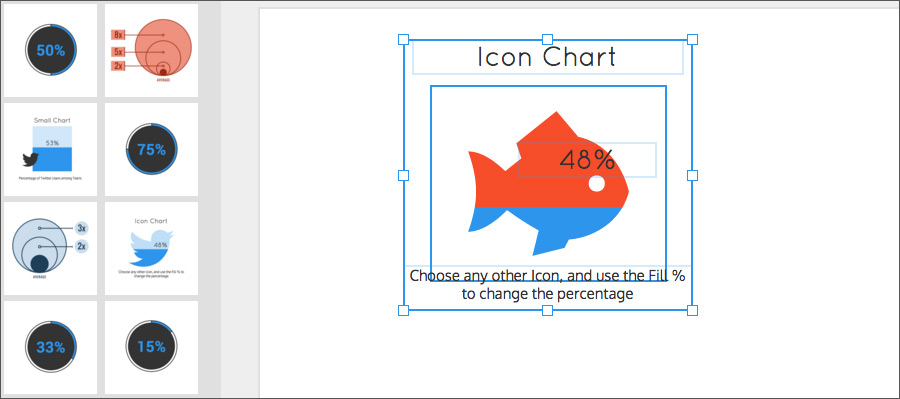 50%
8x
5x
2x
AVERAGE
Small Chart
53%
Percentage of Twitter Users among Teens
75%
3x
2x
AVERAGE
Icon Chart
48%
Choose any other Icon, and use the Fill % to
change the percentage
33%
15%
Icon Chart
48%
Choose any other Icon, and use the Fill %
to change the percentage